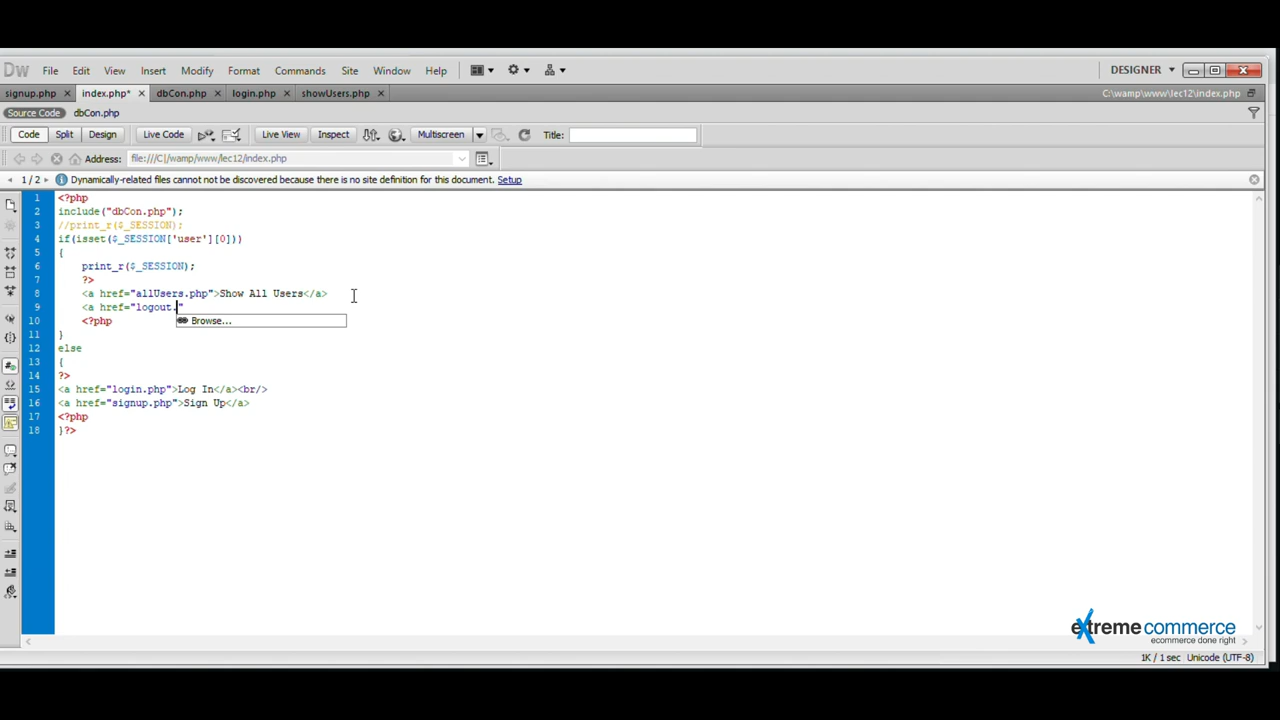 Dw File Edit View Insert Modify Format Commands Site Window Help DESIGNER
signup.php index.php* dbCon.php login.php showUsers.php C:\wamp\www\lec12\index.php
Source Code dbCon.php
Code Split Design Live Code Live View Inspect Multiscreen Title:
Address: file:///C|/wamp/www/lec12/index.php
1 / 2 Dynamically-related files cannot be discovered because there is no site definition for this document. Setup
1 <?php
2 include("dbCon.php");
3 //print_r($_SESSION);
4 if(isset($_SESSION['user'][0]))
5 {
6 print_r($_SESSION);
7 ?>
8 <a href="allUsers.php">Show All Users</a>
9 <a href="logout."
10 <?php
Browse...
11 }
12 else
13 {
14 ?>
15 <a href="login.php">Log In</a><br/>
16 <a href="signup.php">Sign Up</a>
17 <?php
18 }?>
extreme commerce
ecommerce done right
1K / 1 sec Unicode (UTF-8)